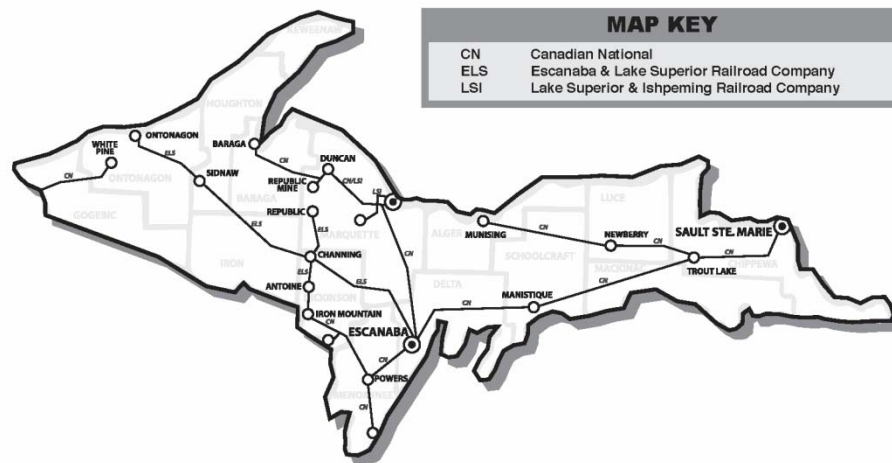 MAP KEY
CN Canadian National
ELS Escanaba & Lake Superior Railroad Company
LSI Lake Superior & Ishpeming Railroad Company
KEWEENAW
HOUGHTON
ONTONAGON
BARAGA
WHITE
PINE
DUNCAN
ELS
CN
CN
CN/LSI
REPUBLIC
MINE
LSI
SIDNAW
ONTONAGON
BARAGA
LUCE
GOGEBIC
REPUBLIC
MARQUETTE
ALGER
MUNISING
CN
NEWBERRY
SAULT STE. MARIE
ELS
ELS
CN
SCHOOLCRAFT
CN
CN
IRON
CHANNING
MACKINAC
TROUT LAKE
CHIPPEWA
ELS
ELS
DELTA
CN
ANTOINE
DICKINSON
MANISTIQUE
CN
IRON MOUNTAIN
CN
ESCANABA
CN
POWERS
MENOMINEE
CN